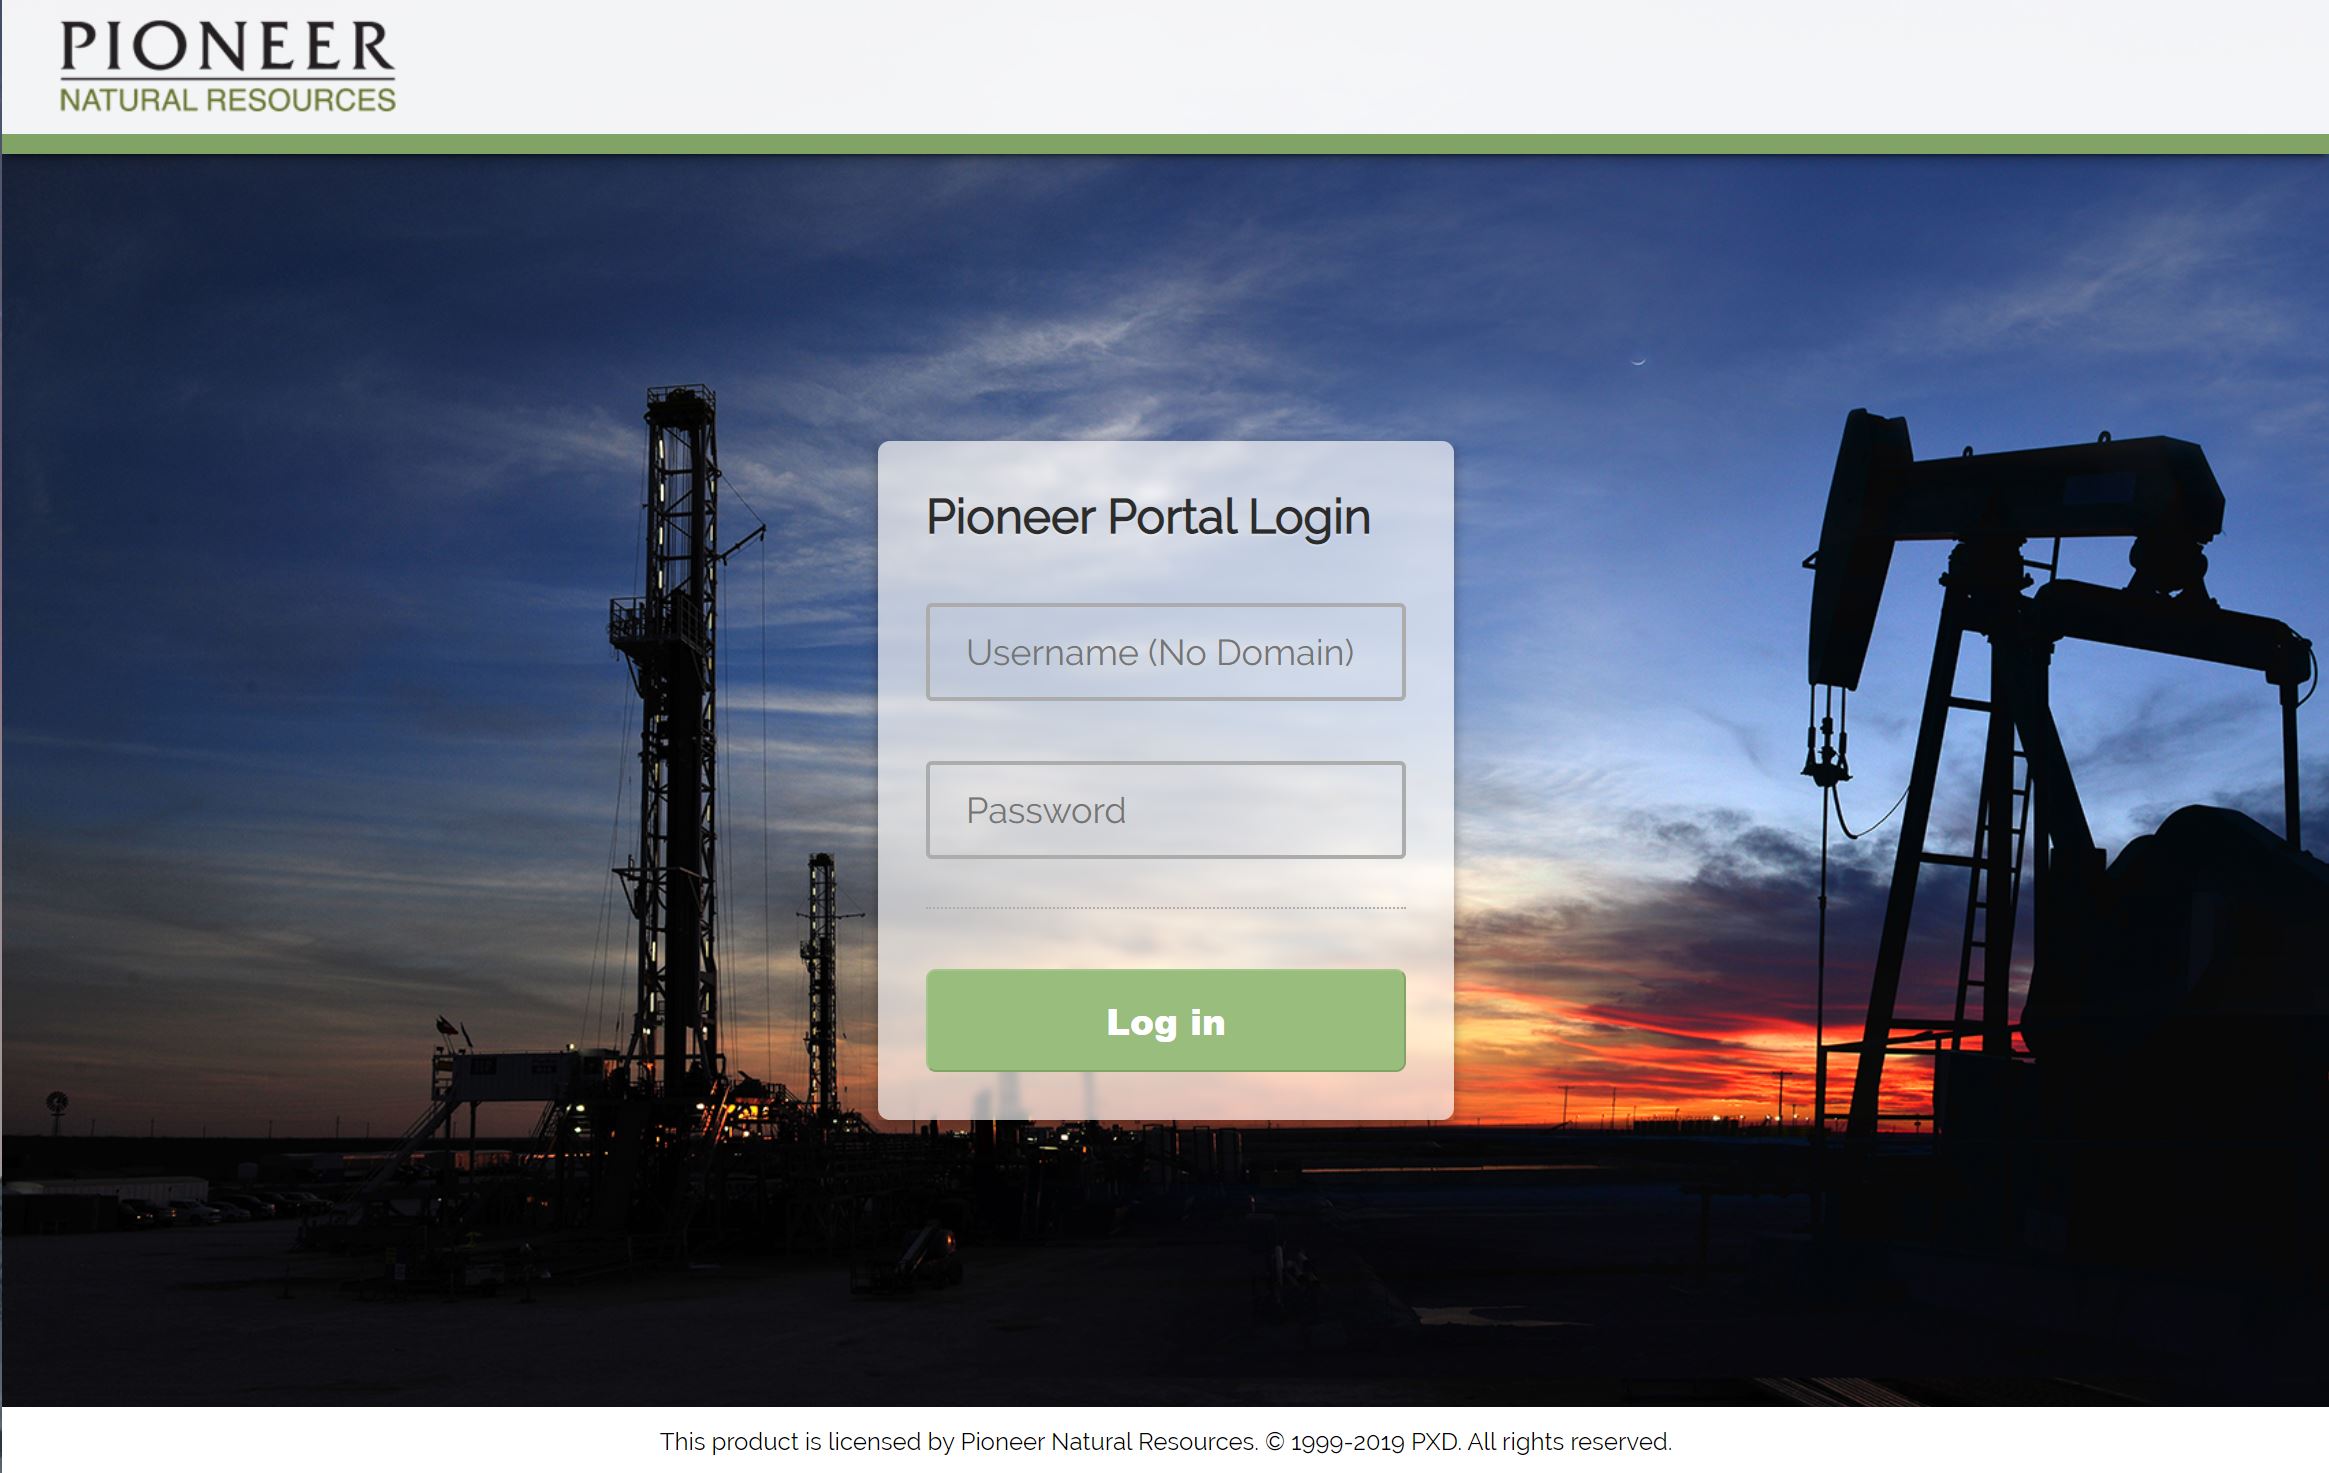 PIONEER
NATURAL RESOURCES
Pioneer Portal Login
Username (No Domain)
Password
Log in
This product is licensed by Pioneer Natural Resources. © 1999-2019 PXD. All rights reserved.